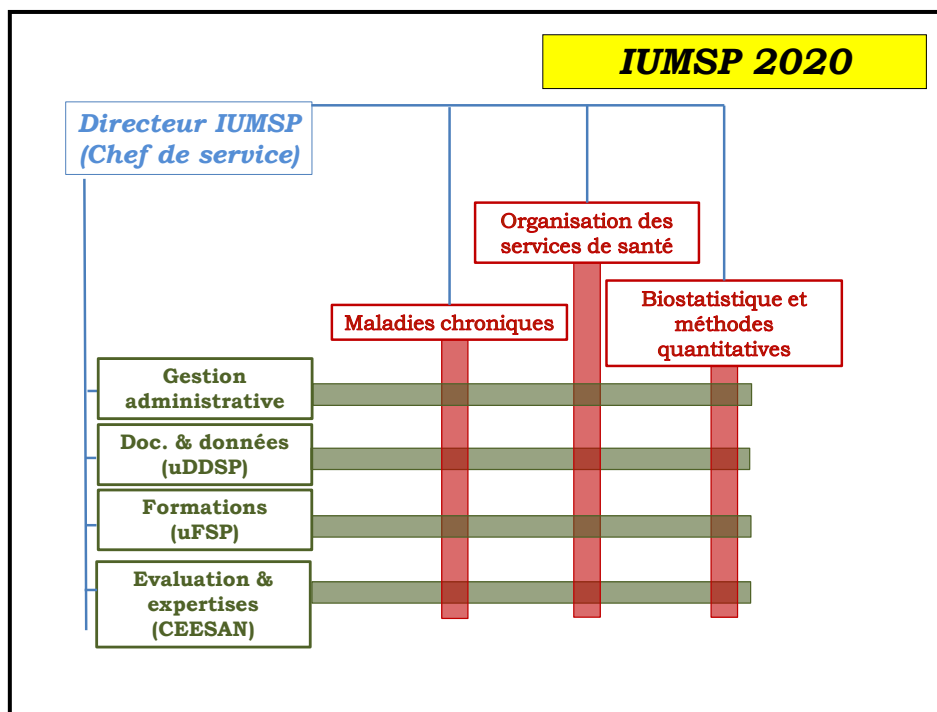 IUMSP 2020
Directeur IUMSP
(Chef de service)
Organisation des
services de santé
Biostatistique et
méthodes
quantitatives
Maladies chroniques
Gestion
administrative
Doc. & données
(uDDSP)
Formations
(uFSP)
Evaluation &
expertises
(CEESAN)